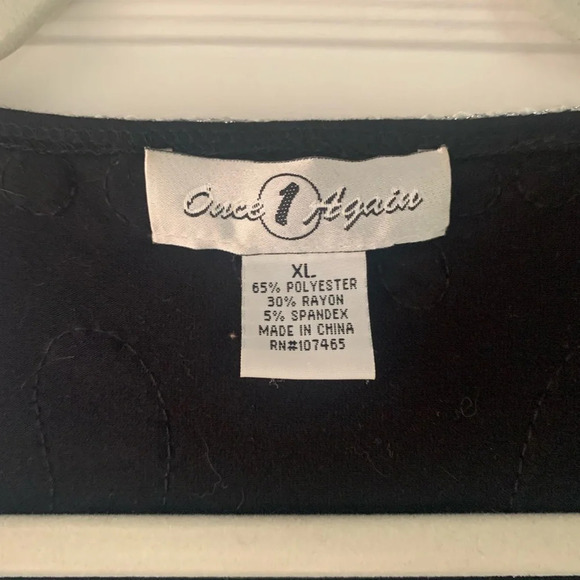 Once 1 Again
XL
65% POLYESTER
30% RAYON
5% SPANDEX
MADE IN CHINA
RN#107465